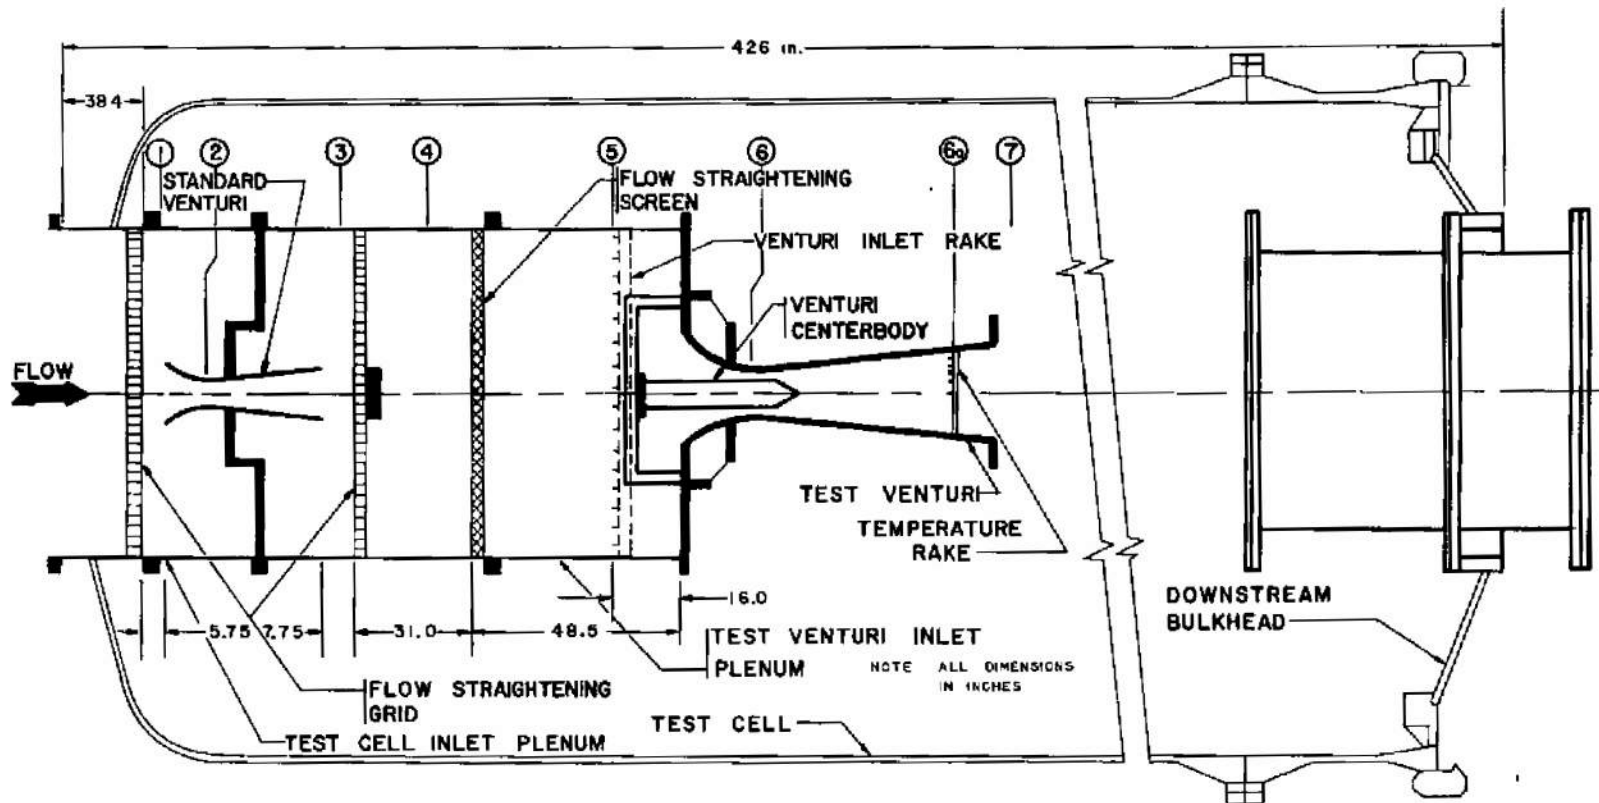 426 in.
384
1
2
3
4
5
6
6a
7
STANDARD
VENTURI
FLOW STRAIGHTENING
SCREEN
VENTURI INLET RAKE
VENTURI
CENTERBODY
FLOW
TEST VENTURI
TEMPERATURE
RAKE
DOWNSTREAM
BULKHEAD
16.0
5.75 7.75
31.0
48.5
TEST VENTURI INLET
PLENUM
NOTE ALL DIMENSIONS
IN INCHES
FLOW STRAIGHTENING
GRID
TEST CELL INLET PLENUM
TEST CELL